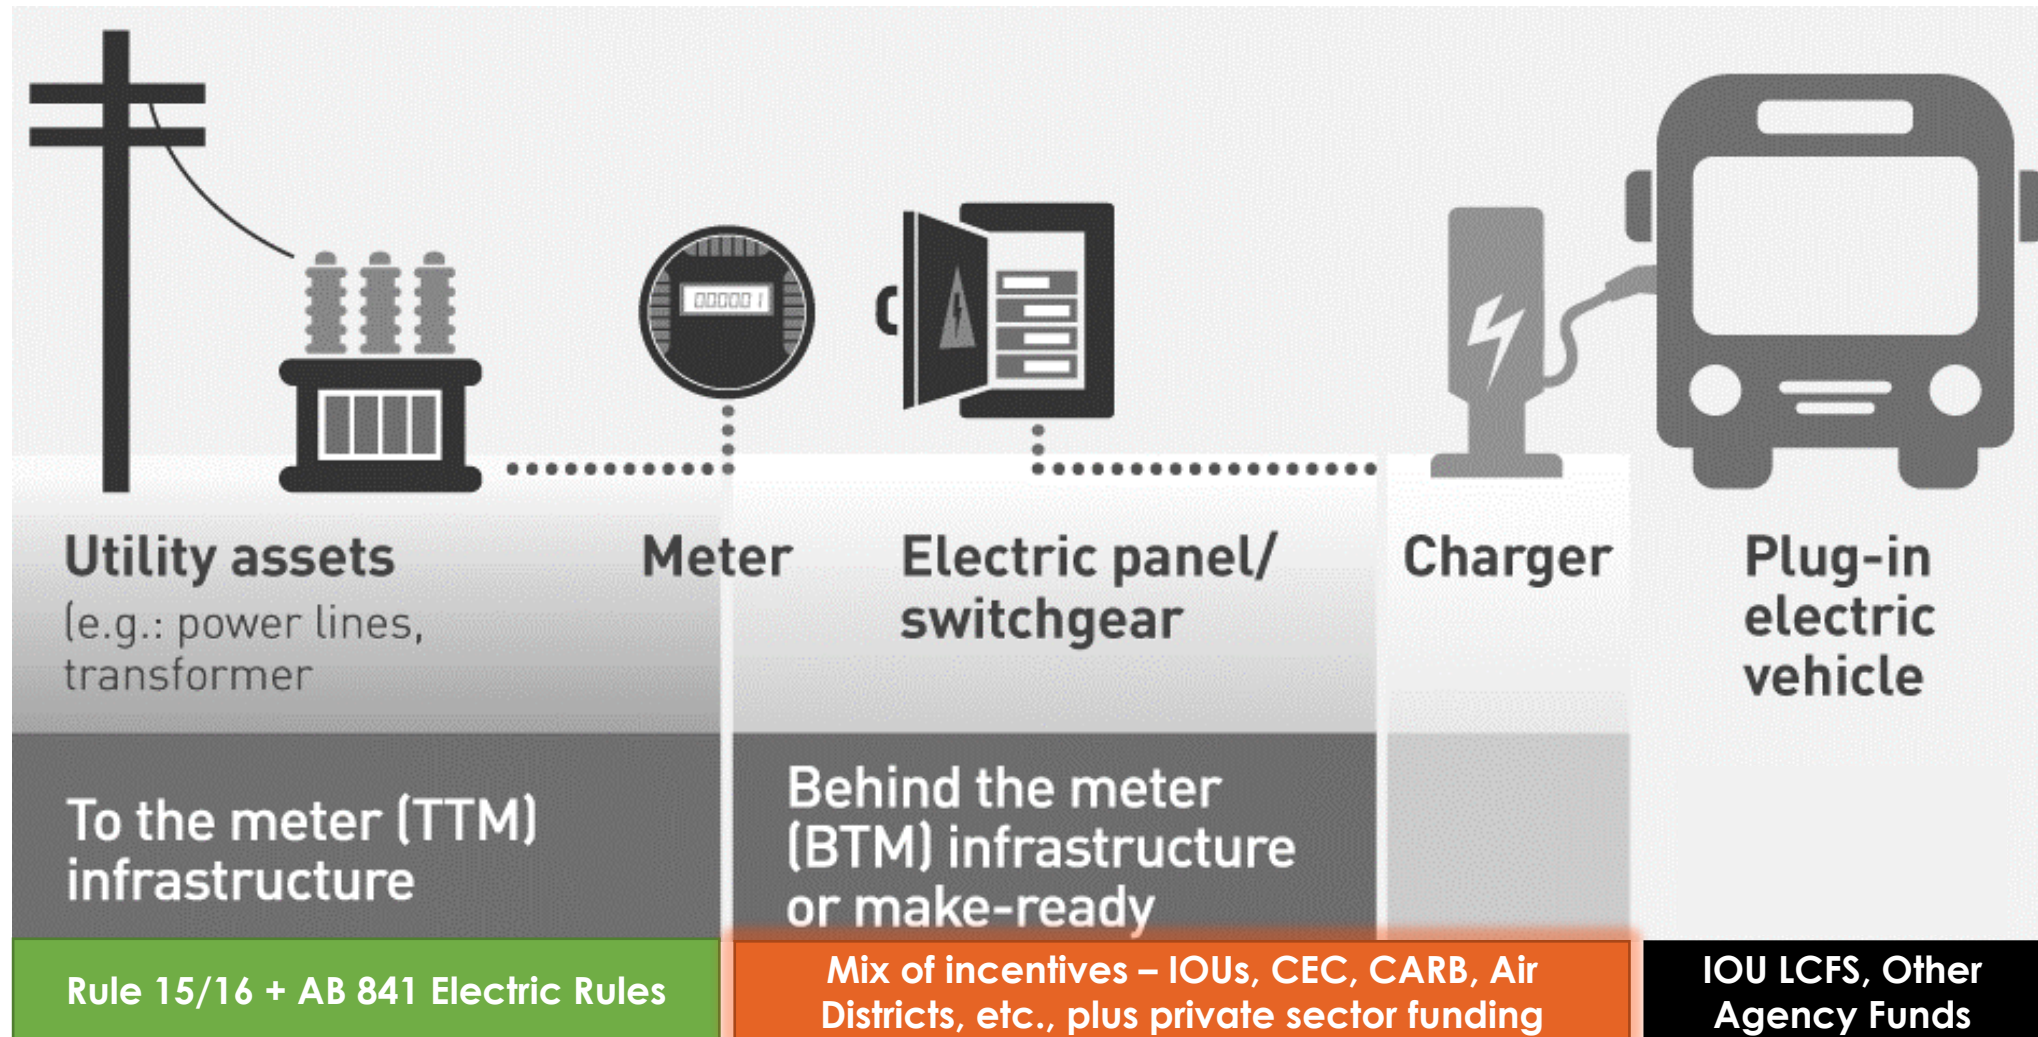 000001
Utility assets
(e.g.: power lines,
transformer
Meter
Electric panel/
switchgear
Charger
Plug-in
electric
vehicle
To the meter (TTM)
infrastructure
Behind the meter
(BTM) infrastructure
or make-ready
Rule 15/16 + AB 841 Electric Rules
Mix of incentives – IOUs, CEC, CARB, Air
Districts, etc., plus private sector funding
IOU LCFS, Other
Agency Funds